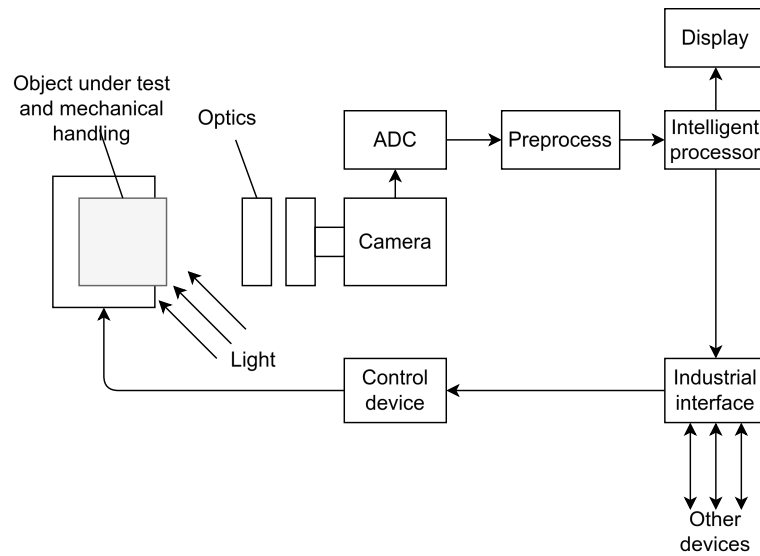 Display
Object under test
and mechanical
handling
Optics
ADC
Preprocess
Intelligent
processor
Camera
Light
Control
device
Industrial
interface
Other
devices